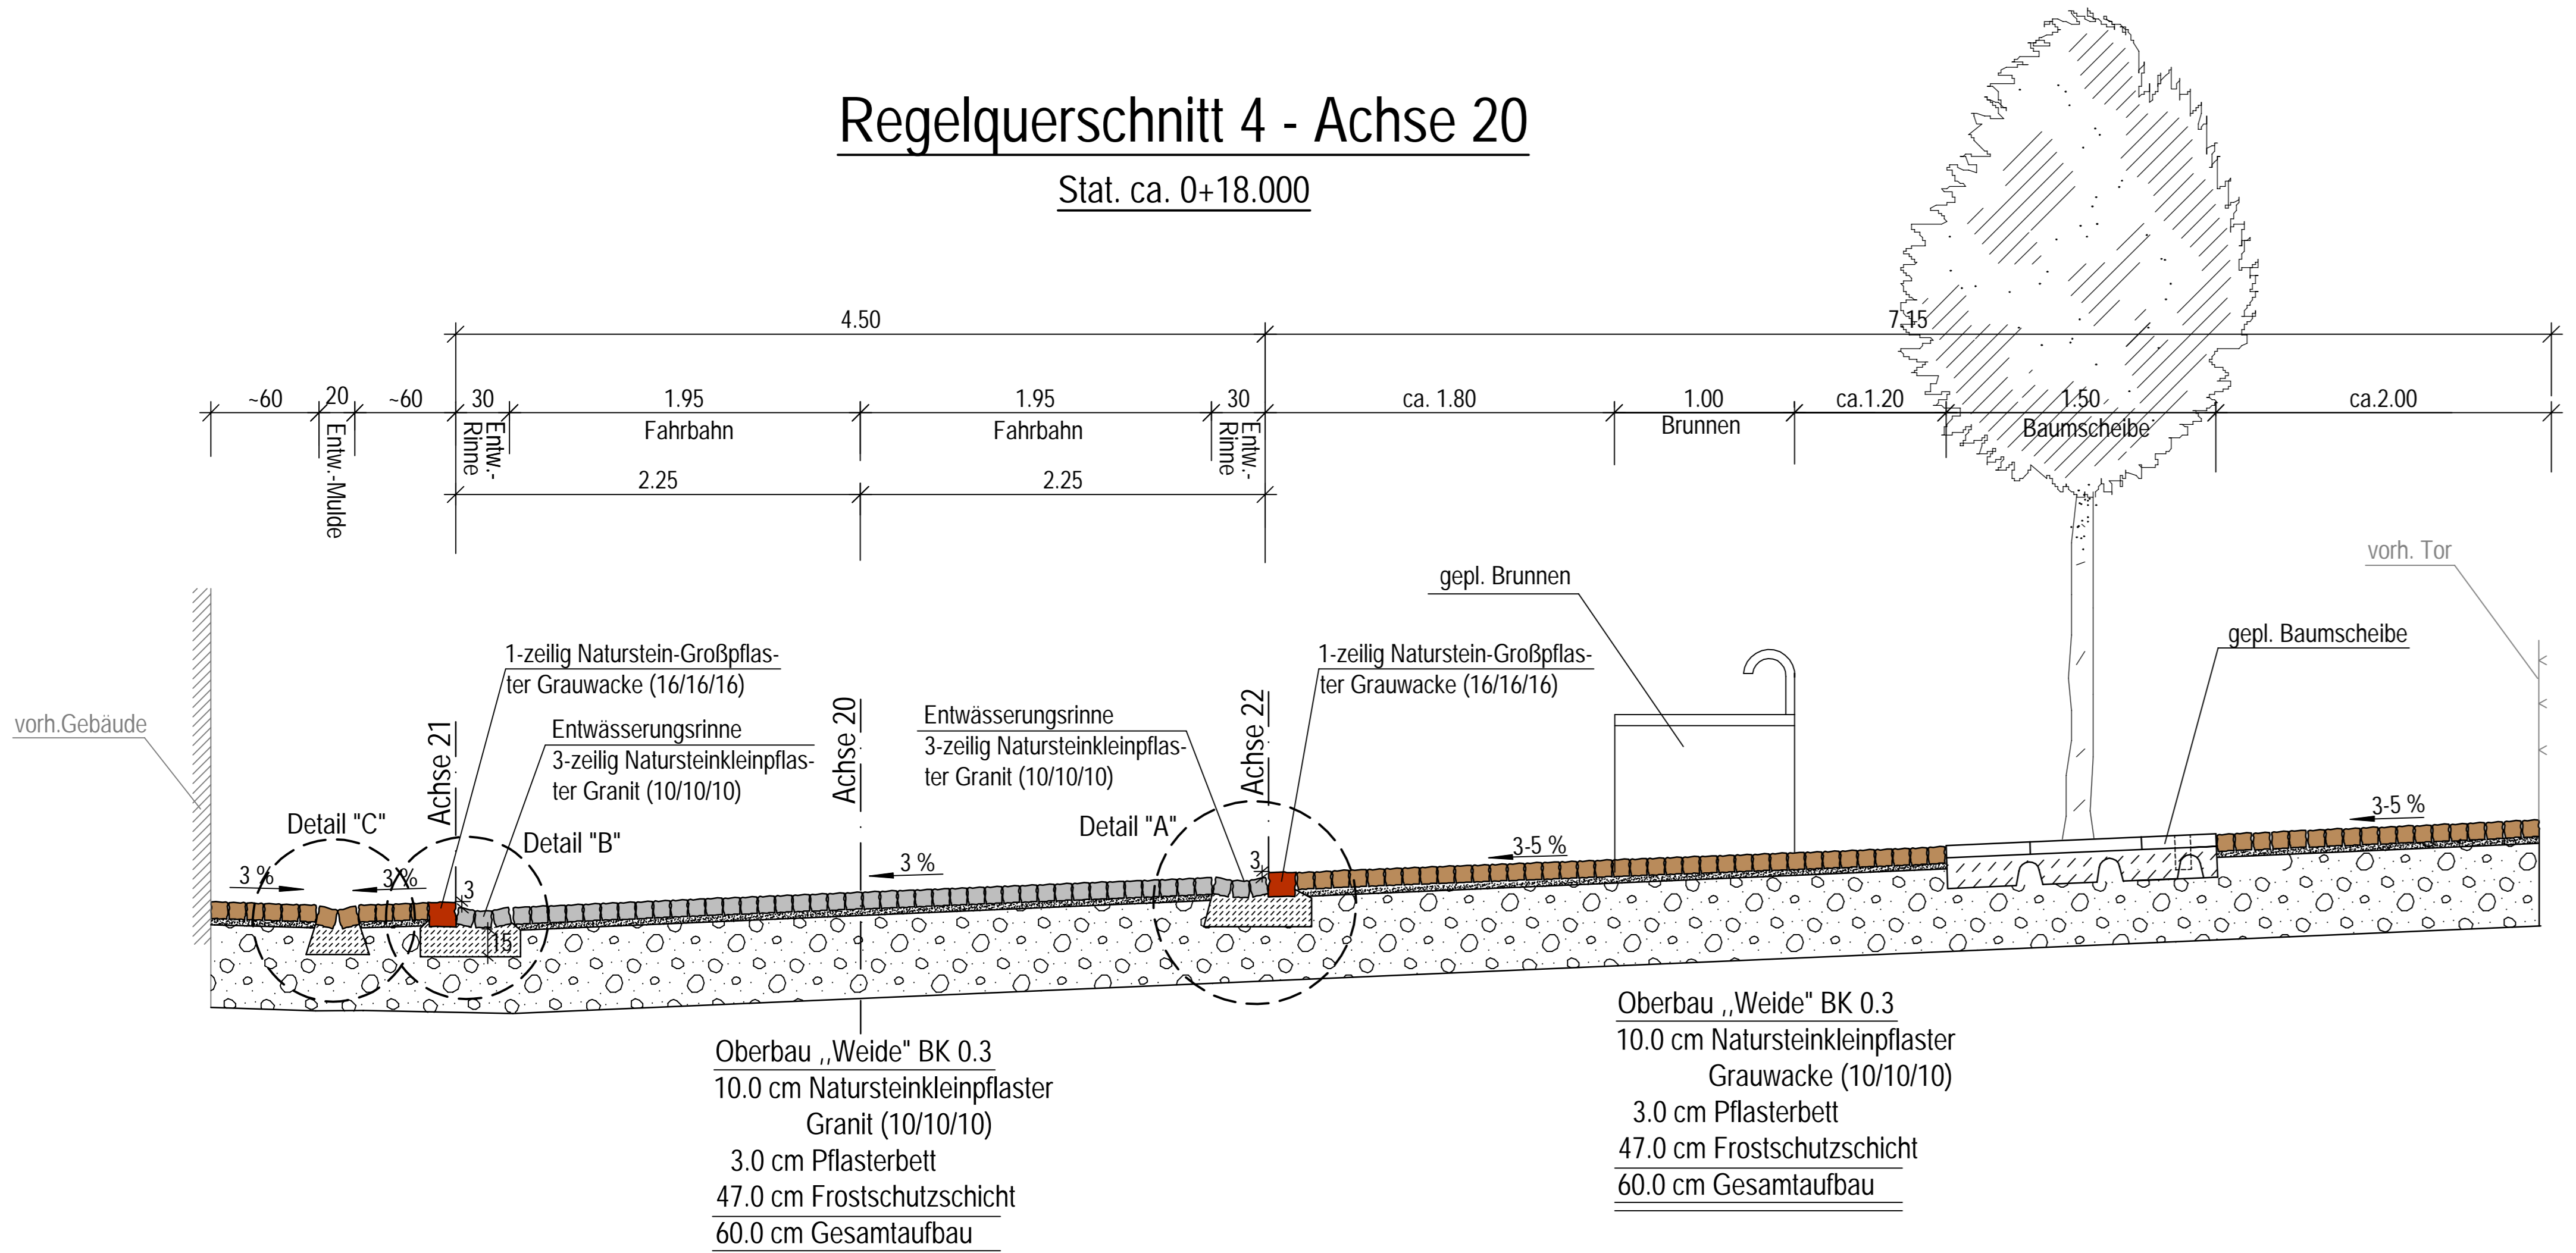 Regelquerschnitt 4 - Achse 20
Stat. ca. 0+18.000
4.50
7.15
~60
20
~60
30
1.95
1.95
30
ca. 1.80
1.00
ca.1.20
1.50
ca.2.00
Entw.-Mulde
Entw.-
Rinne
Fahrbahn
Fahrbahn
Entw.-
Rinne
Brunnen
Baumscheibe
2.25
2.25
vorh. Tor
gepl. Brunnen
gepl. Baumscheibe
1-zeilig Naturstein-Großpflas-
ter Grauwacke (16/16/16)
1-zeilig Naturstein-Großpflas-
ter Grauwacke (16/16/16)
vorh.Gebäude
Achse 21
Entwässerungsrinne
3-zeilig Natursteinkleinpflas-
ter Granit (10/10/10)
Achse 20
Entwässerungsrinne
3-zeilig Natursteinkleinpflas-
ter Granit (10/10/10)
Achse 22
Detail "C"
Detail "B"
Detail "A"
3 %
3 %
3
15
3 %
3
3-5 %
3-5 %
Oberbau ,,Weide" BK 0.3
10.0 cm Natursteinkleinpflaster
Granit (10/10/10)
3.0 cm Pflasterbett
47.0 cm Frostschutzschicht
60.0 cm Gesamtaufbau
Oberbau ,,Weide" BK 0.3
10.0 cm Natursteinkleinpflaster
Grauwacke (10/10/10)
3.0 cm Pflasterbett
47.0 cm Frostschutzschicht
60.0 cm Gesamtaufbau